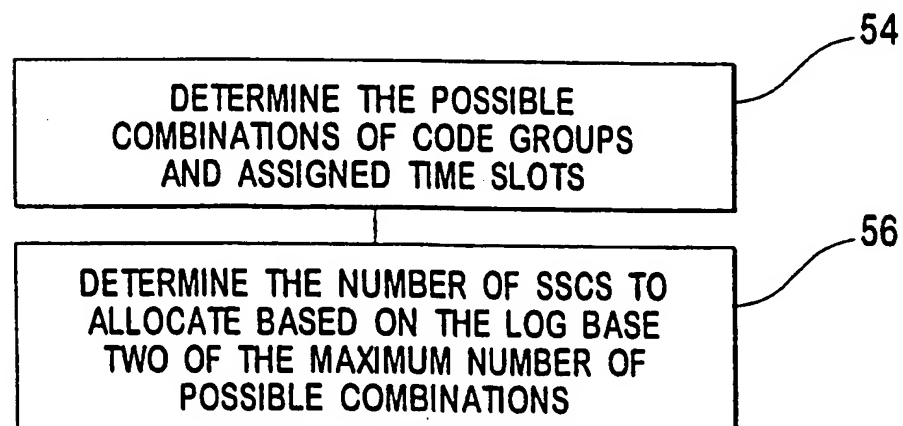 54
DETERMINE THE POSSIBLE
COMBINATIONS OF CODE GROUPS
AND ASSIGNED TIME SLOTS
56
DETERMINE THE NUMBER OF SSCS TO
ALLOCATE BASED ON THE LOG BASE
TWO OF THE MAXIMUM NUMBER OF
POSSIBLE COMBINATIONS